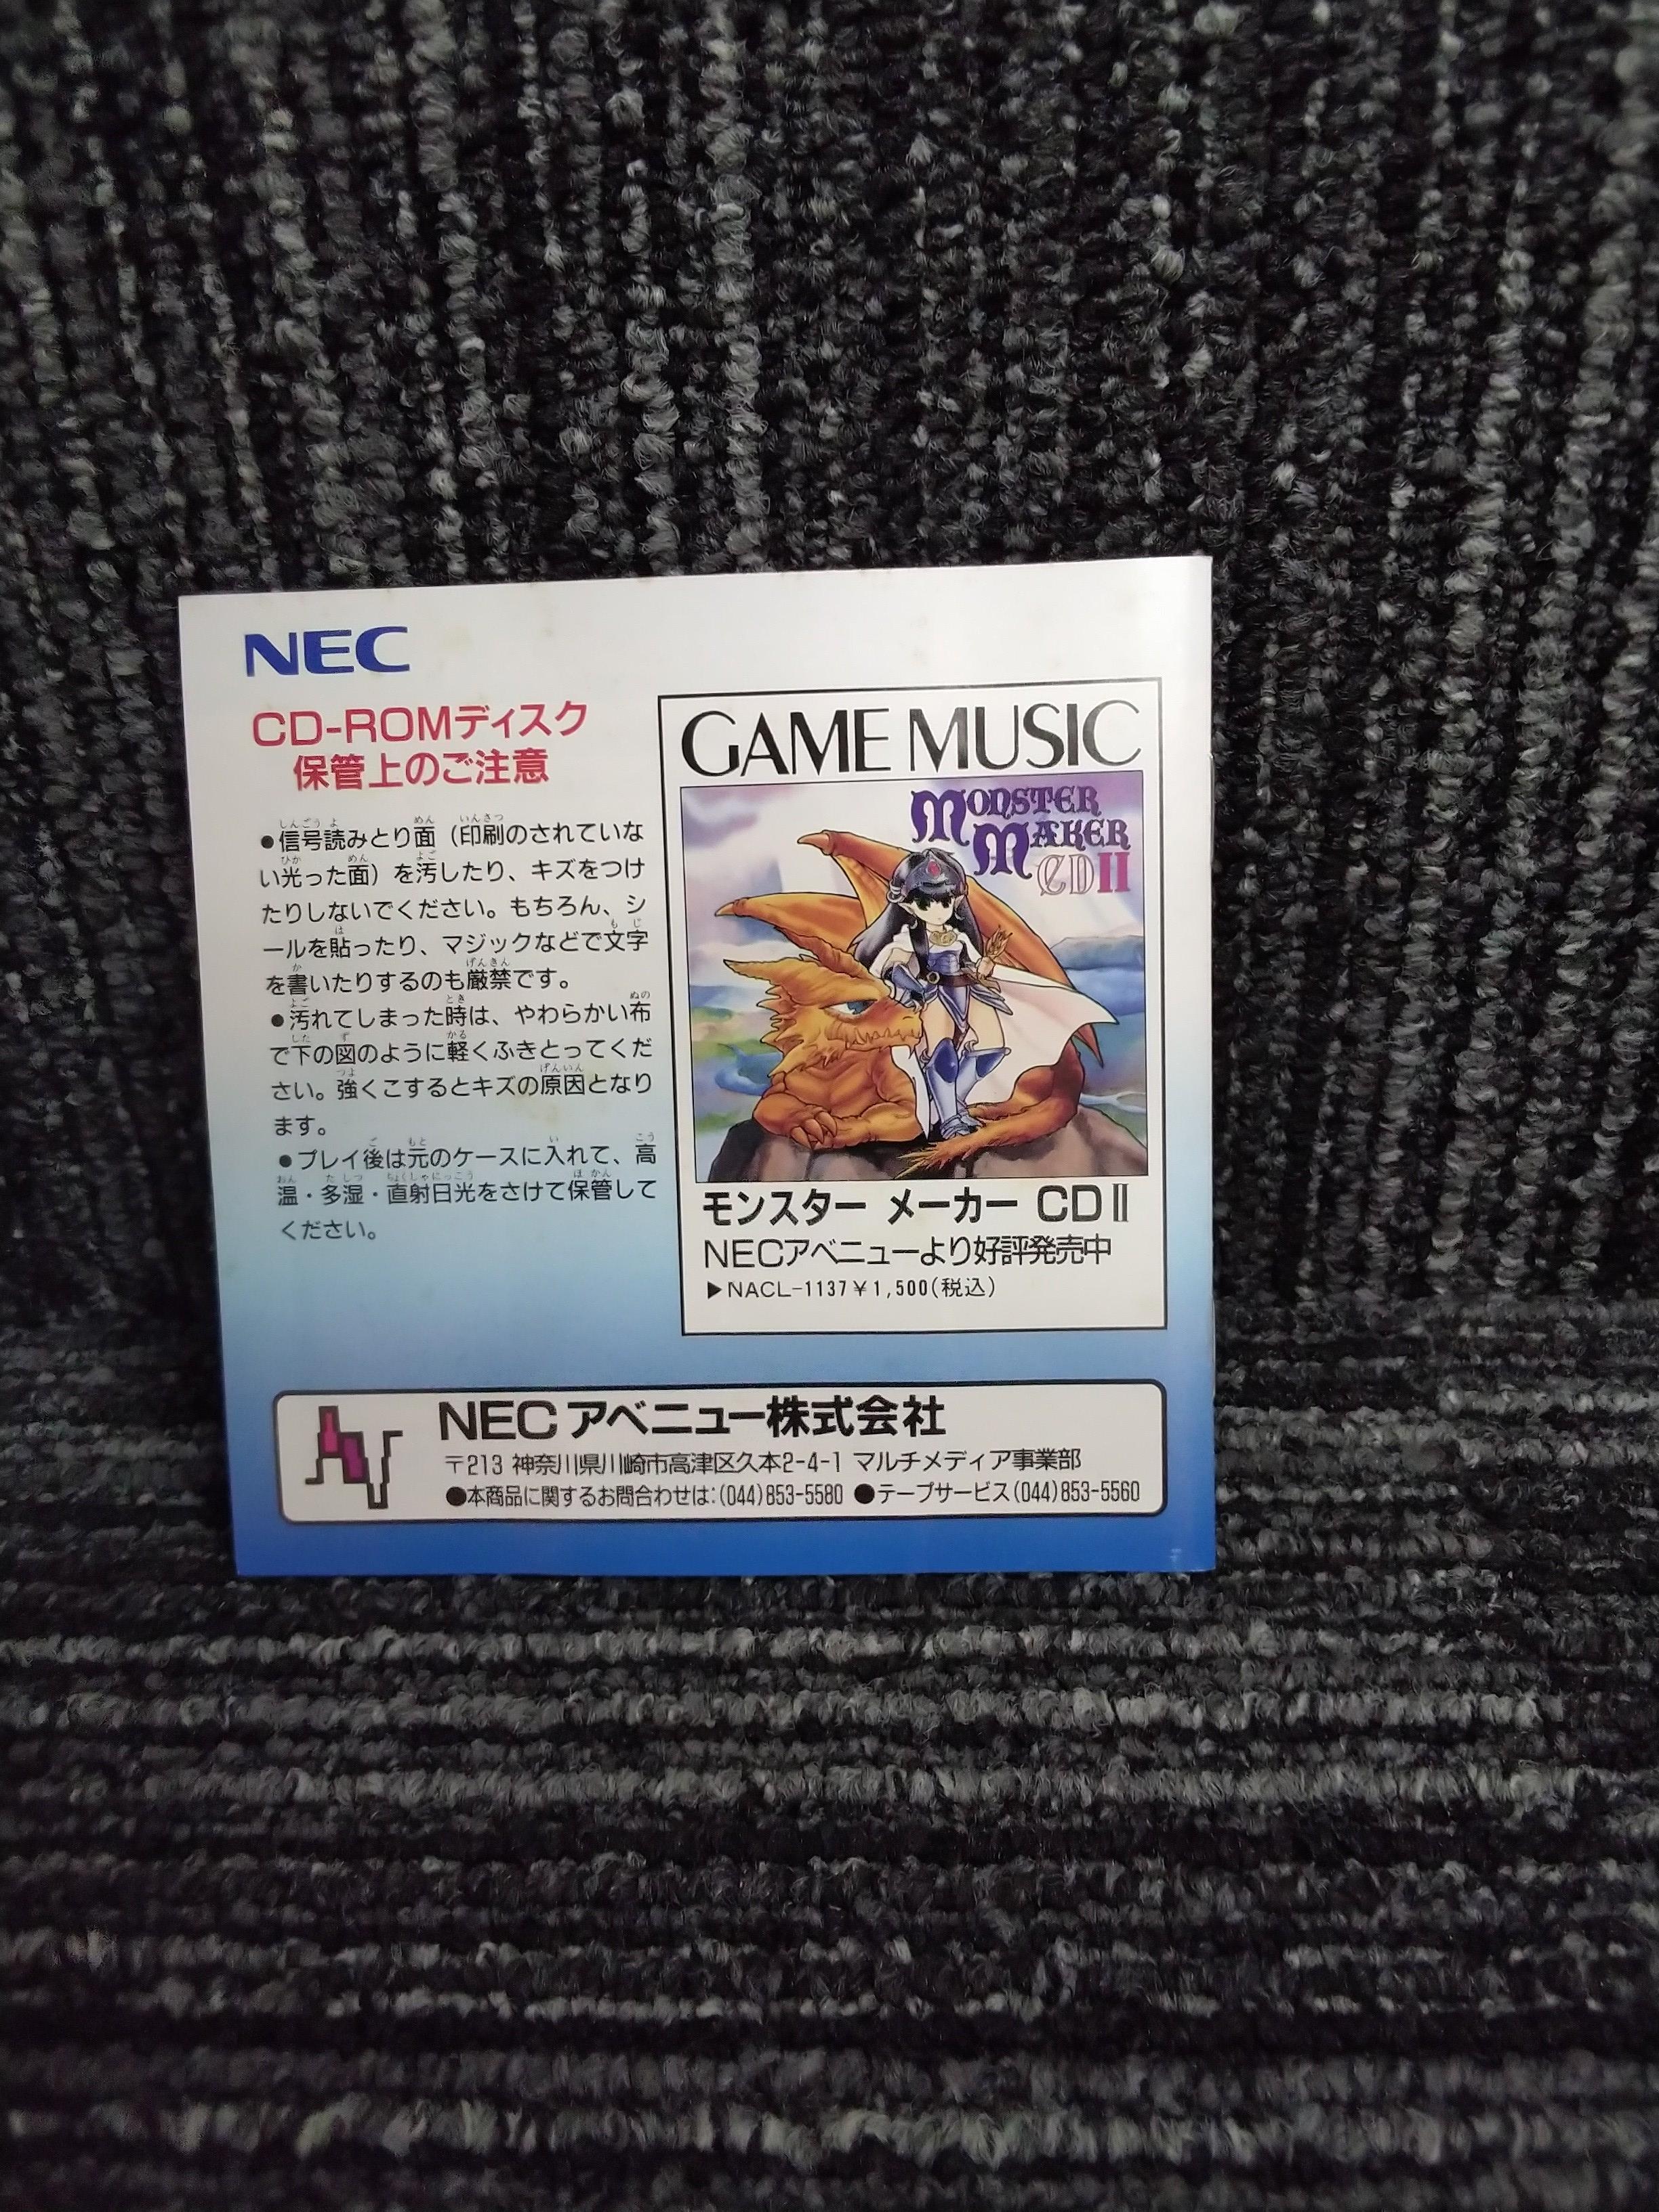 NEC
CD-ROMディスク
保管上のご注意
●信号読みとり面（印刷のされていな
い光った面）を汚したり、キズをつけ
たりしないでください。もちろん、シ
ールを貼ったり、マジックなどで文字
を書いたりするのも厳禁です。
●汚れてしまった時は、やわらかい布
で下の図のように軽くふきとってくだ
さい。強くこするとキズの原因となり
ます。
●プレイ後は元のケースに入れて、高
温・多湿・直射日光をさけて保管して
ください。
GAME MUSIC
MONSTER
MAKER
CDII
モンスター メーカー CDⅡ
NECアベニューより好評発売中
▶NACL-1137￥1,500(税込)
NECアベニュー株式会社
〒213 神奈川県川崎市高津区久本2-4-1 マルチメディア事業部
●本商品に関するお問合わせは:(044)853-5580 ●テープサービス(044)853-5560